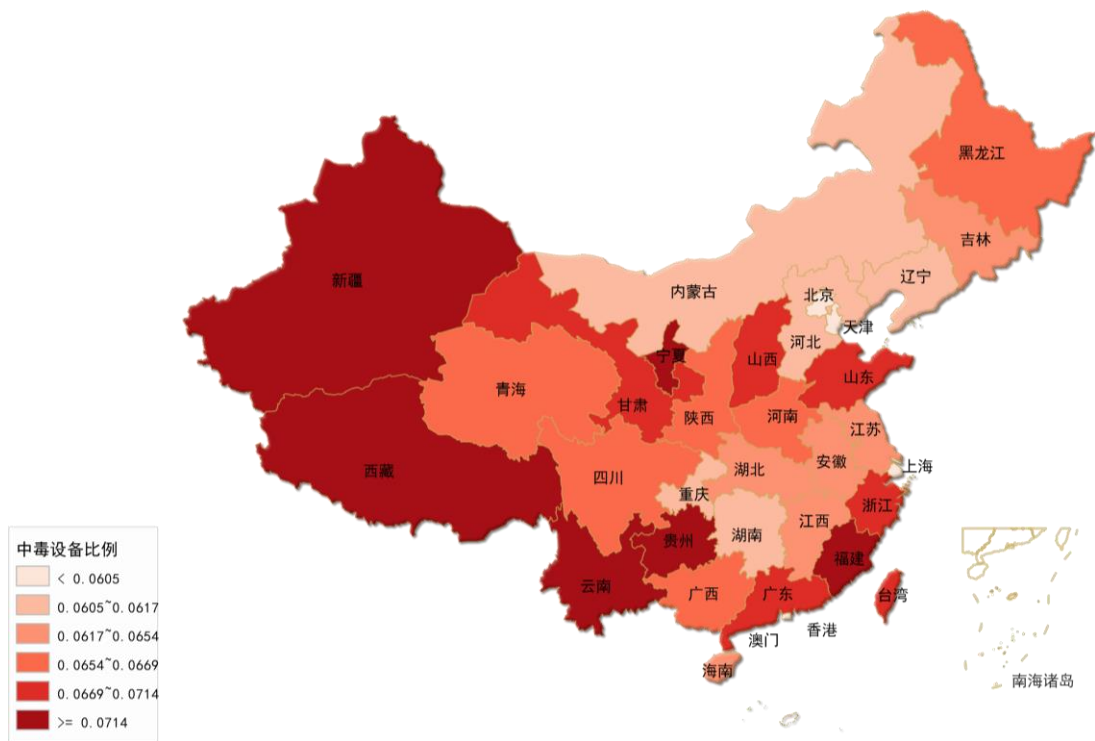 黑龙江
吉林
辽宁
新疆
内蒙古
北京
天津
河北
宁夏
山西
山东
青海
甘肃
陕西
河南
江苏
西藏
四川
湖北
安徽
上海
重庆
浙江
湖南
江西
贵州
福建
云南
广西
广东
台湾
香港
澳门
海南
南海诸岛
中毒设备比例
< 0.0605
0.0605~0.0617
0.0617~0.0654
0.0654~0.0669
0.0669~0.0714
>= 0.0714